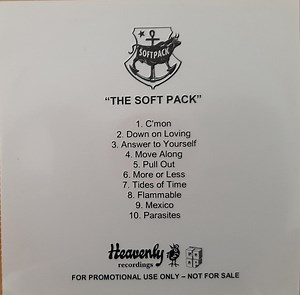 SOFTPACK
“THE SOFT PACK”
1. C'mon
2. Down on Loving
3. Answer to Yourself
4. Move Along
5. Pull Out
6. More or Less
7. Tides of Time
8. Flammable
9. Mexico
10. Parasites
Heavenly
recordings
FOR PROMOTIONAL USE ONLY – NOT FOR SALE